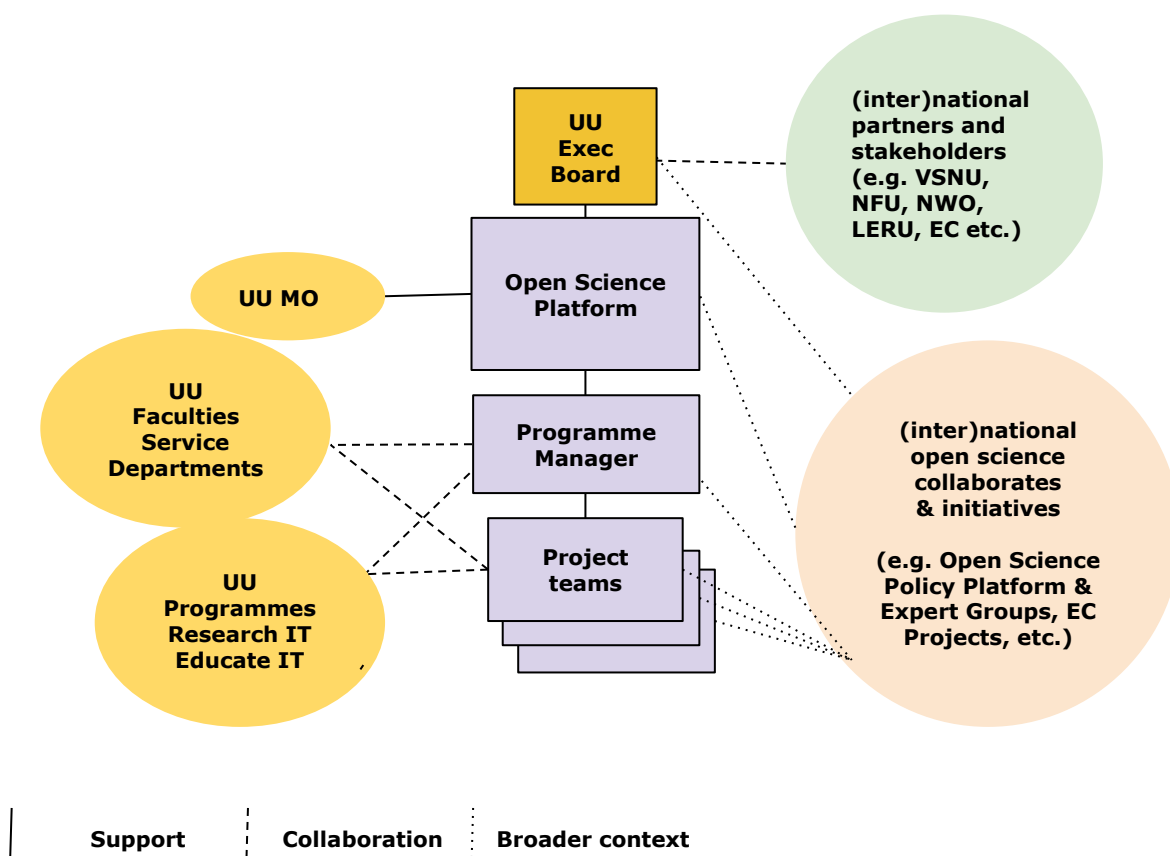 UU
Exec
Board
(inter)national
partners and
stakeholders
(e.g. VSNU,
NFU, NWO,
LERU, EC etc.)
UU MO
Open Science
Platform
UU
Faculties
Service
Departments
Programme
Manager
(inter)national
open science
collaborates
& initiatives
(e.g. Open Science
Policy Platform &
Expert Groups, EC
Projects, etc.)
UU
Programmes
Research IT
Educate IT
Project
teams
Support
Collaboration
Broader context